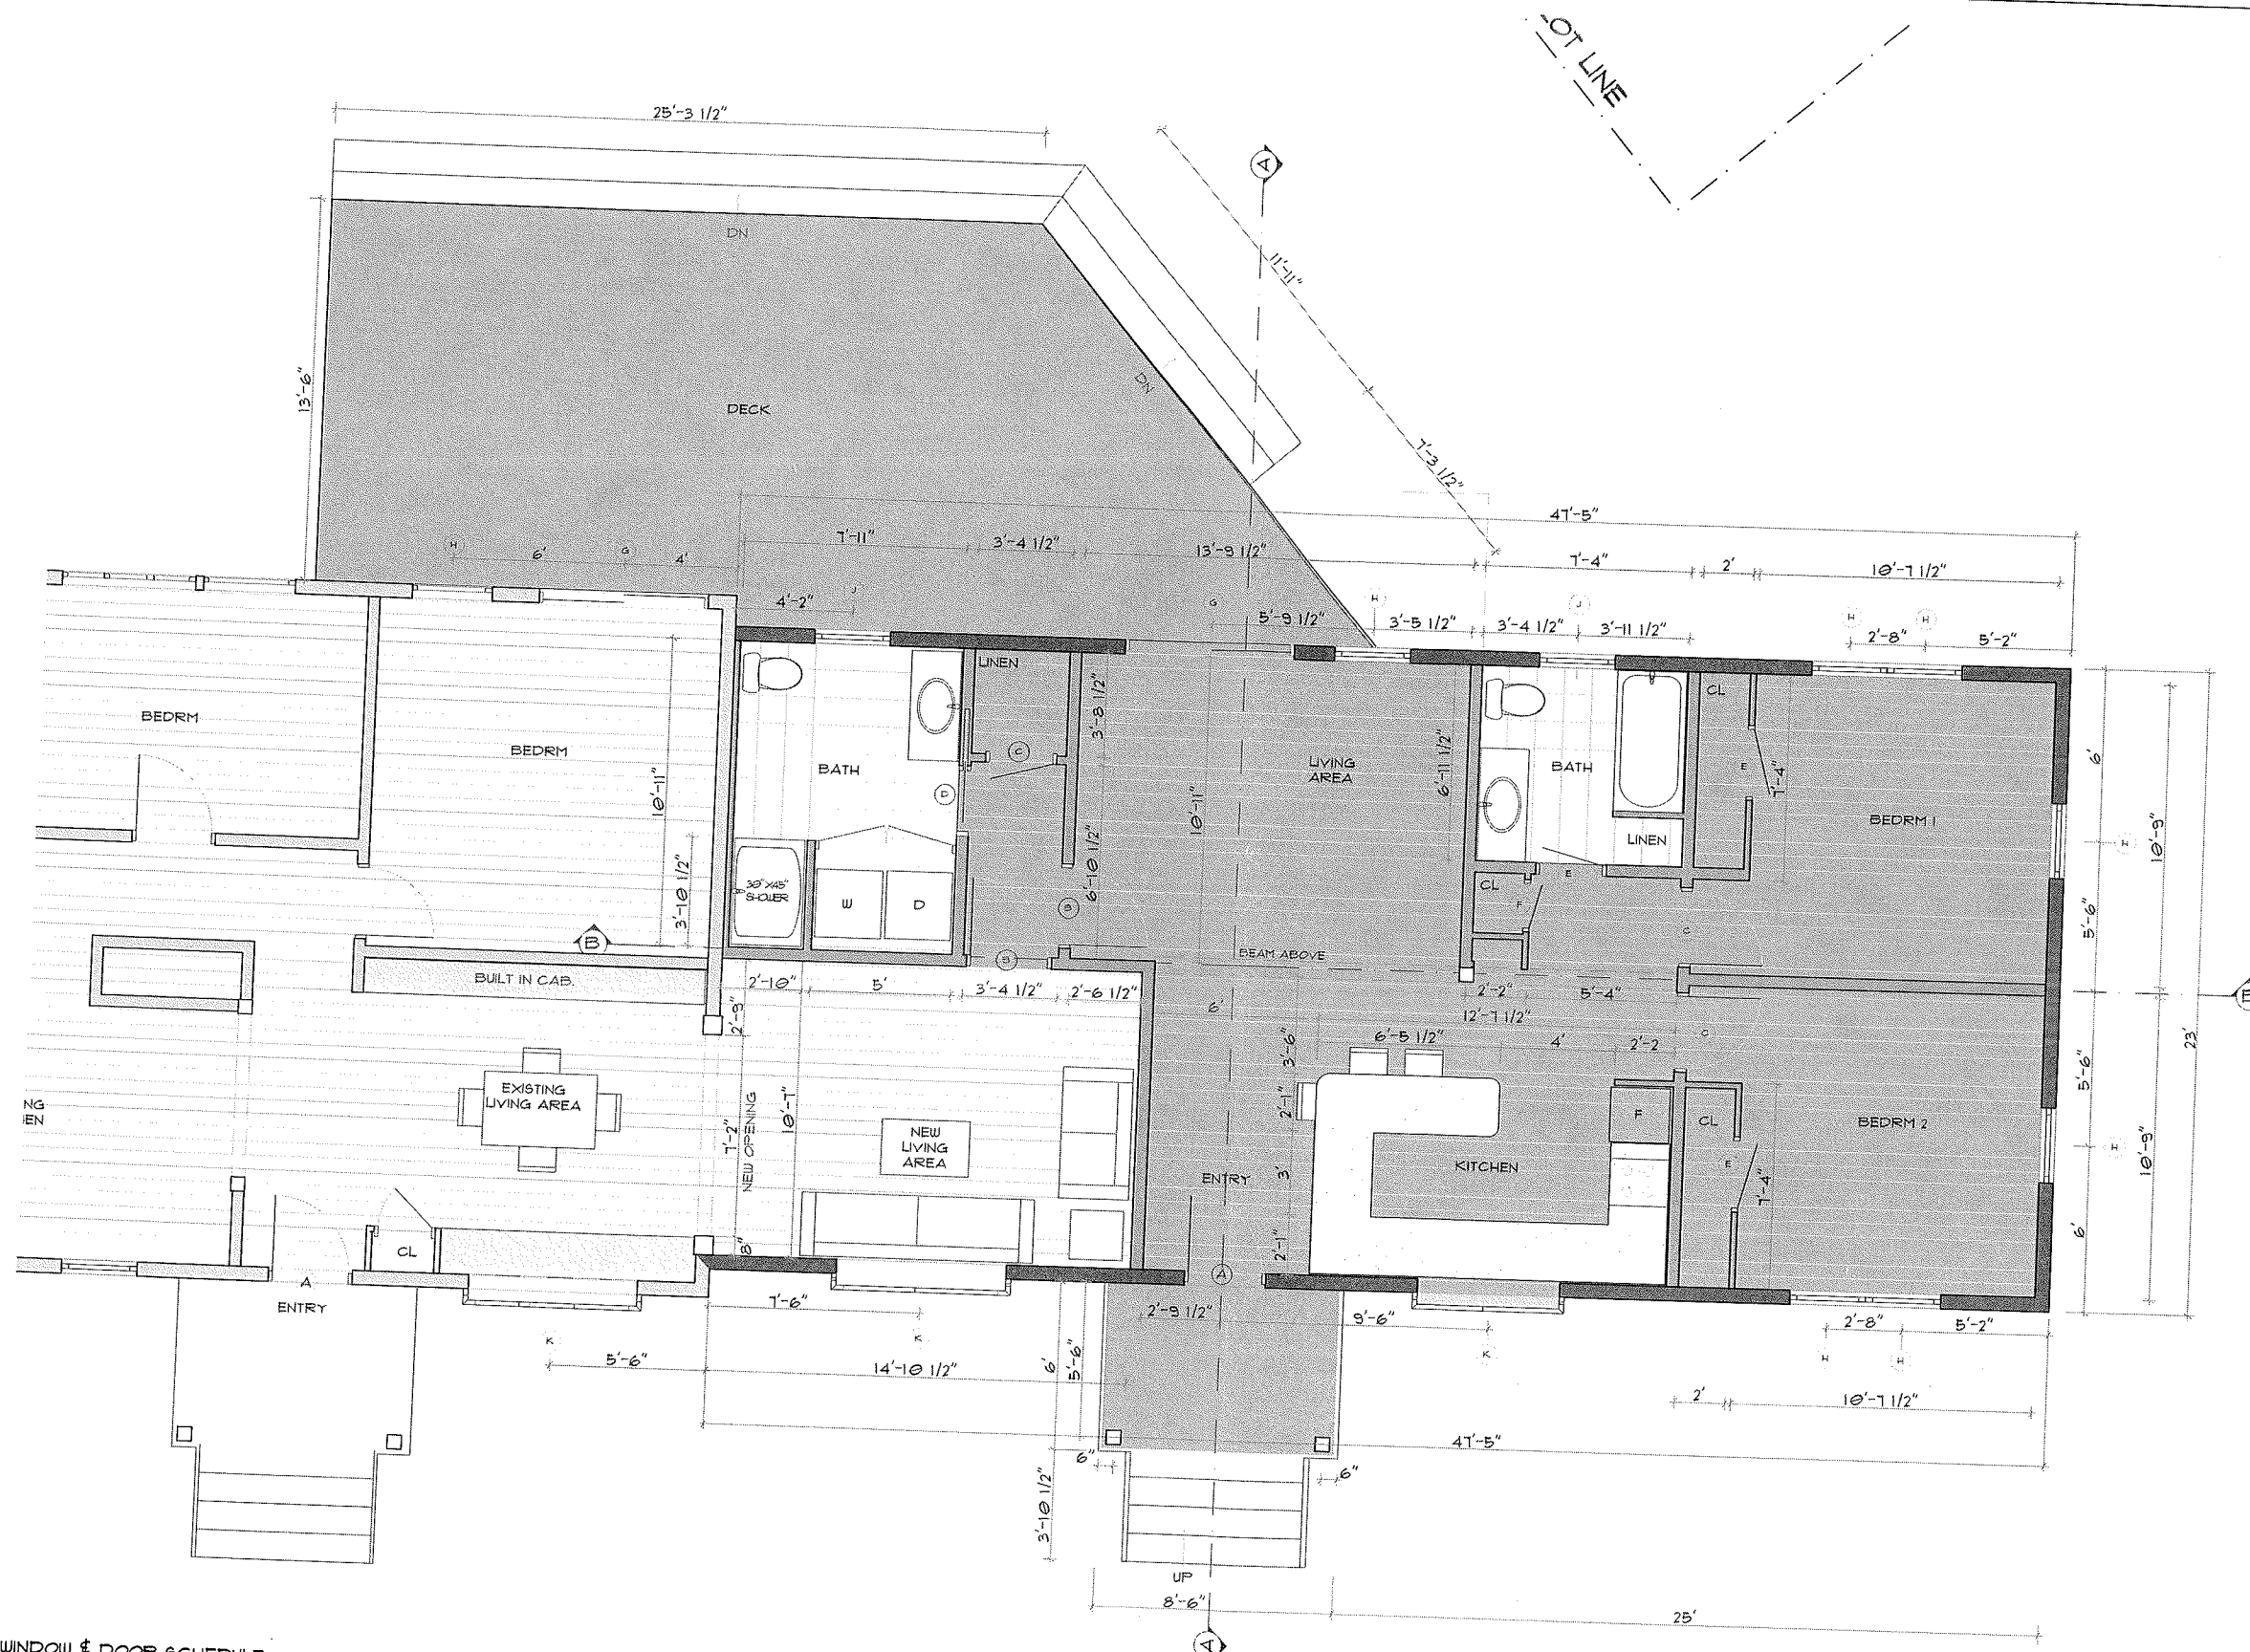 LOT LINE
25'-3 1/2"
A
DN
11'-11"
13'-6"
DN
DECK
7'-3 1/2"
47'-5"
7'-11"
3'-4 1/2"
13'-9 1/2"
H
6'
G
4'
7'-4"
2'
10'-7 1/2"
4'-2"
J
G
5'-9 1/2"
H
3'-5 1/2"
3'-4 1/2"
J
3'-11 1/2"
H
2'-8"
H
5'-2"
LINEN
CL
BEDRM
BEDRM
3'-8 1/2"
C
6'-11 1/2"
6'
LIVING
AREA
BATH
BATH
E
7'-4"
10'-11"
D
10'-11"
BEDRM 1
LINEN
H
10'-9"
3'-10 1/2"
30"X45"
SHOWER
W
D
6'-10 1/2"
B
CL
F
E
C
5'-6"
B
BEAM ABOVE
B
BUILT IN CAB.
2'-10"
5'
3'-4 1/2"
2'-6 1/2"
2'-2"
5'-4"
2'-9"
6'
12'-7 1/2"
6'-5 1/2"
4'
2'-2
C
3'-6"
23'
5'-6"
EXISTING
LIVING AREA
NG
EN
7'-2"
NEW OPENING
10'-7"
NEW
LIVING
AREA
2'-1"
F
CL
BEDRM 2
H
10'-9"
KITCHEN
E
7'-4"
ENTRY
3'
6'
CL
8"
2'-1"
A
A
ENTRY
7'-6"
2'-9 1/2"
9'-6"
2'-8"
5'-2"
K
K
K
H
H
5'-6"
14'-10 1/2"
6'
5'-6"
2'
10'-7 1/2"
47'-5"
6"
6"
3'-10 1/2"
UP
8'-6"
25'
A
WINDOW & DOOR SCHEDULE